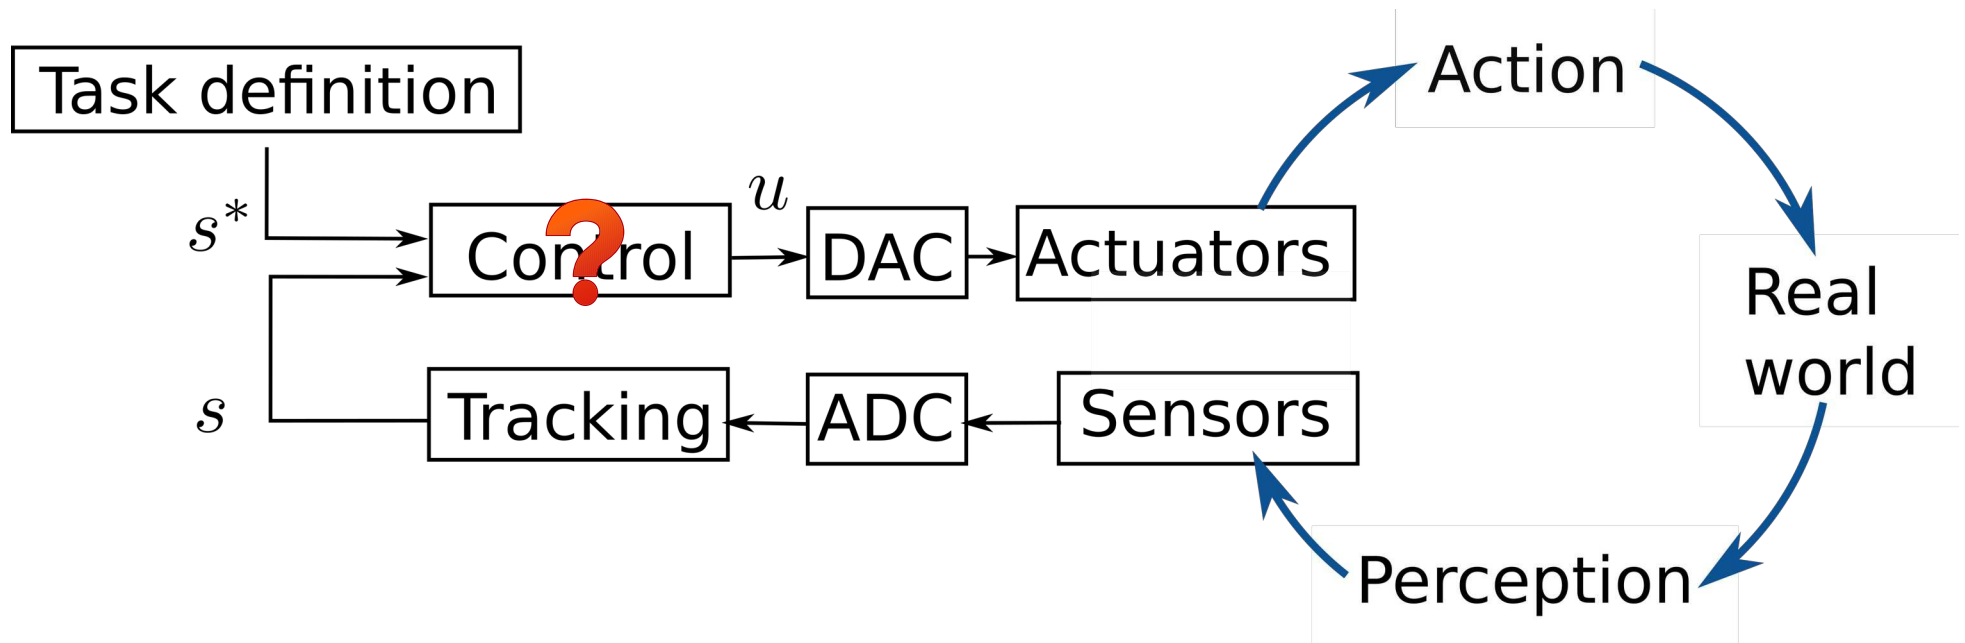 Task definition
Action
s*
Control
?
u
DAC
Actuators
Real
world
s
Tracking
ADC
Sensors
Perception